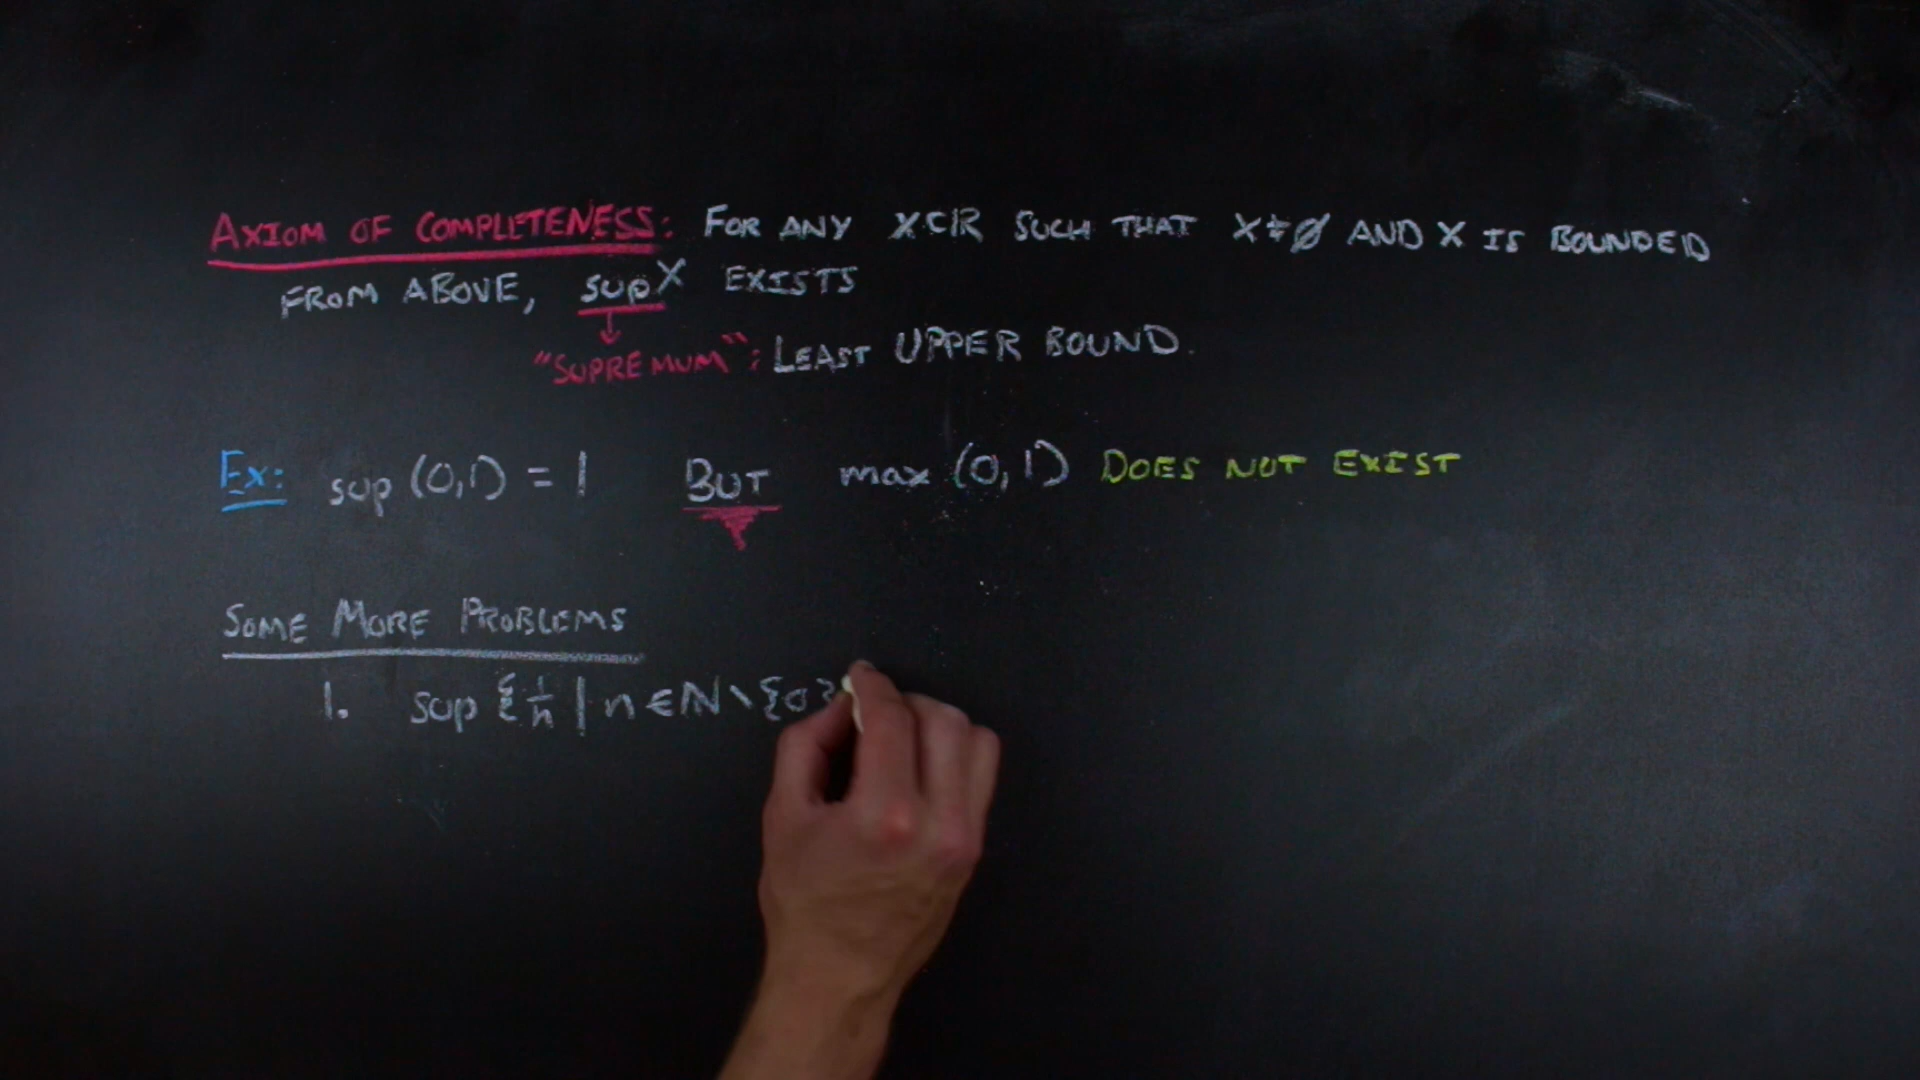 AXIOM OF COMPLETENESS: FOR ANY X⊂ℝ SUCH THAT X≠∅ AND X IS BOUNDED
FROM ABOVE, sup X EXISTS
"SUPREMUM": LEAST UPPER BOUND.
Ex: sup (0,1) = 1 BUT max (0,1) DOES NOT EXIST
SOME MORE PROBLEMS
1. sup {1/n | n∈ℕ∖{0}